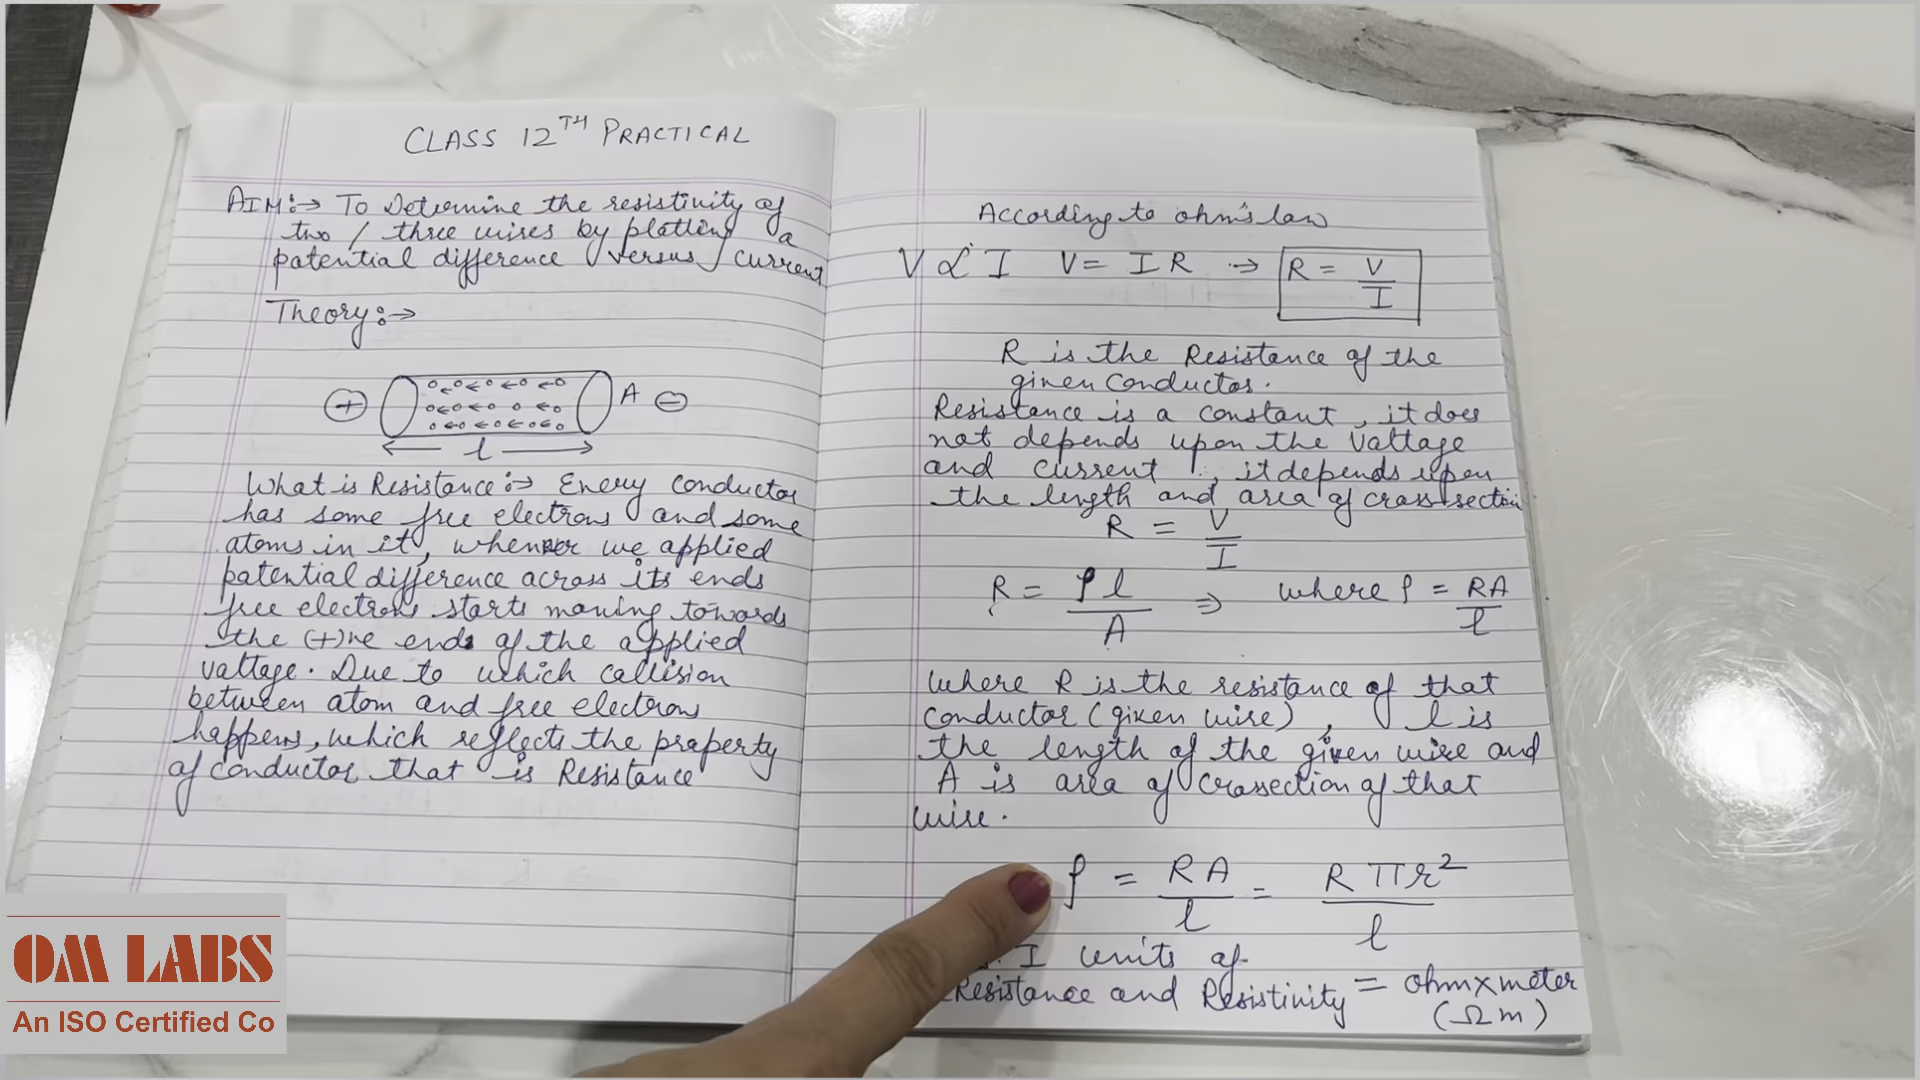 CLASS 12TH PRACTICAL
AIM:→ To Determine the resistivity of
two / three wires by plotting a
potential difference versus current
Theory:→
+ A -
l
What is Resistance:→ Every conductor
has some free electrons and some
atoms in it, whenever we applied
potential difference across its ends
free electrons starts moving towards
the (+)ve ends of the applied
voltage. Due to which collision
between atom and free electrons
happens, which reflects the property
of conductor that is Resistance
According to ohm's law
V ∝ I V = I R → R = V/I
R is the Resistance of the
given conductor.
Resistance is a constant, it does
not depends upon the voltage
and current, it depends upon
the length and area of cross-section
R = V/I
R = ρl/A ⇒ where ρ = RA/l
where R is the resistance of that
conductor (given wire), l is
the length of the given wire and
A is area of crossection of that
wire.
ρ = RA/l = Rπr²/l
I units of
Resistance and Resistivity = ohm x meter
(Ωm)
OM LABS
An ISO Certified Co